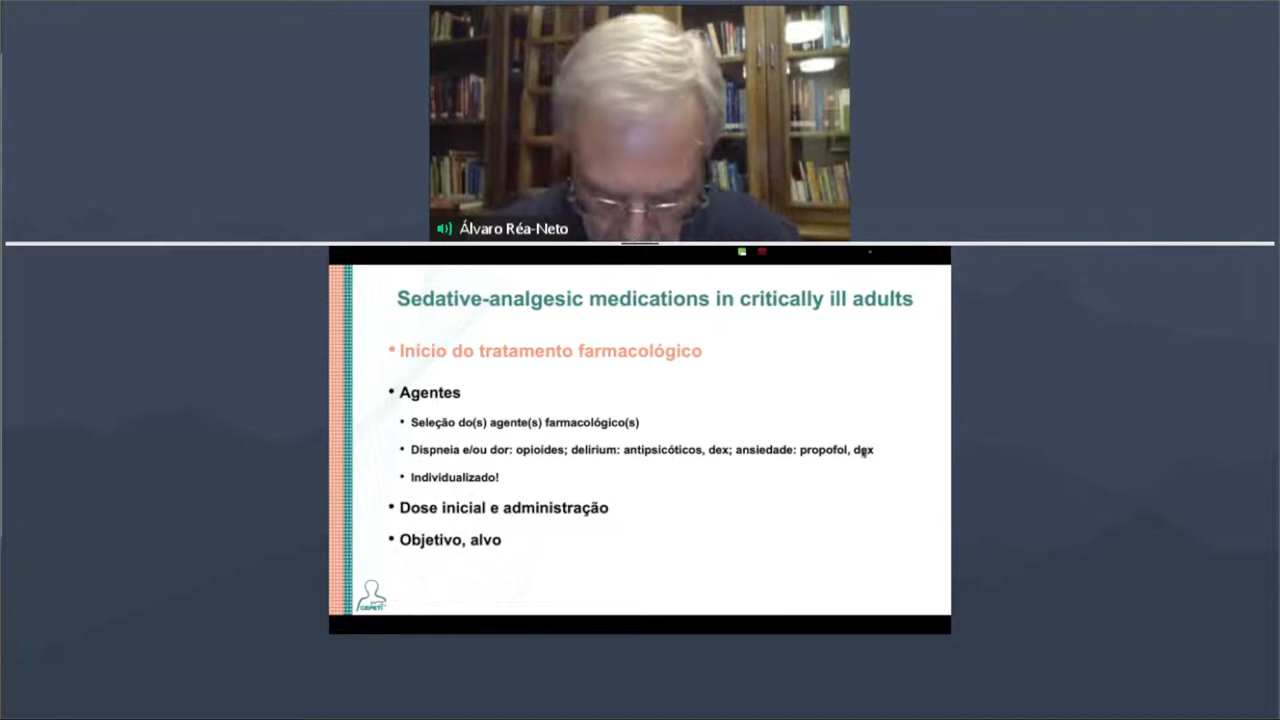 Álvaro Réa-Neto
Sedative-analgesic medications in critically ill adults
• Início do tratamento farmacológico
• Agentes
• Seleção do(s) agente(s) farmacológico(s)
• Dispneia e/ou dor: opioides; delirium: antipsicóticos, dex; ansiedade: propofol, dex
• Individualizado!
• Dose inicial e administração
• Objetivo, alvo
CEPETI